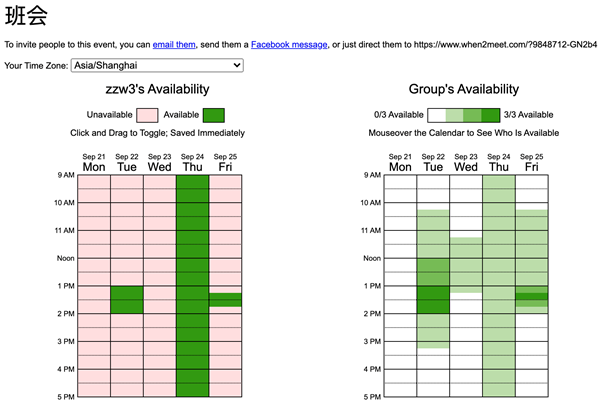 班会
To invite people to this event, you can email them, send them a Facebook message, or just direct them to https://www.when2meet.com/?9848712-GN2b4
Your Time Zone: Asia/Shanghai
zzw3's Availability
Unavailable Available
Click and Drag to Toggle; Saved Immediately
Sep 21 Sep 22 Sep 23 Sep 24 Sep 25
Mon Tue Wed Thu Fri
9 AM
10 AM
11 AM
Noon
1 PM
2 PM
3 PM
4 PM
5 PM
Group's Availability
0/3 Available 3/3 Available
Mouseover the Calendar to See Who Is Available
Sep 21 Sep 22 Sep 23 Sep 24 Sep 25
Mon Tue Wed Thu Fri
9 AM
10 AM
11 AM
Noon
1 PM
2 PM
3 PM
4 PM
5 PM